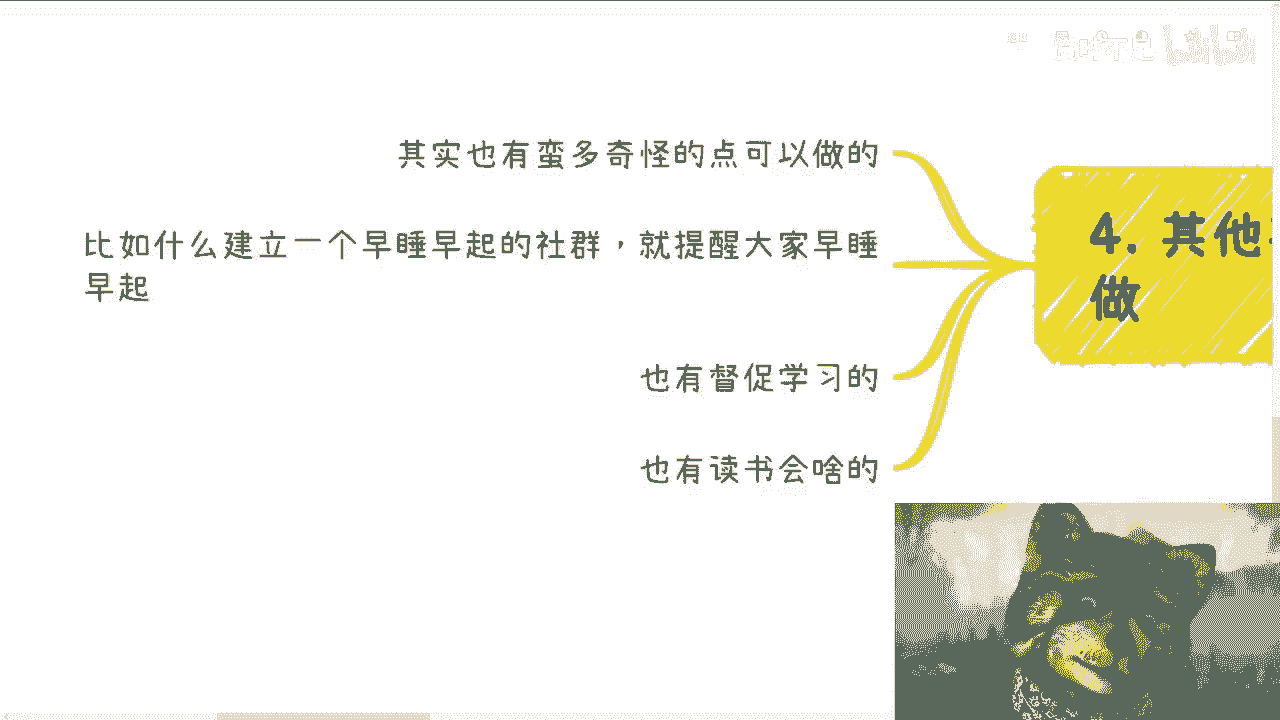 其实也有蛮多奇怪的点可以做的
比如什么建立一个早睡早起的社群，就提醒大家早睡
早起
也有督促学习的
也有读书会啥的
4. 其他
做
bilibili